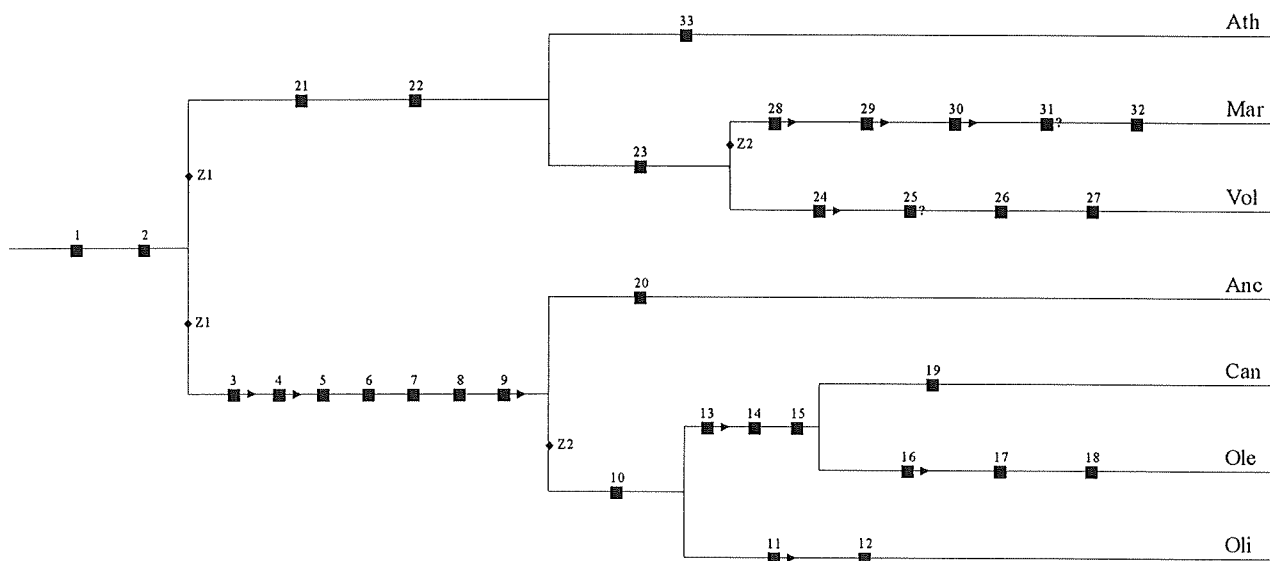 33
Ath
21 22
28 29 30 31 ? 32
Mar
Z2
23
Z1
24 25 ? 26 27
Vol
1 2
20
Anc
Z1
19
Can
3 4 5 6 7 8 9
13 14 15
Z2
16 17 18
Ole
10
11 12
Oli